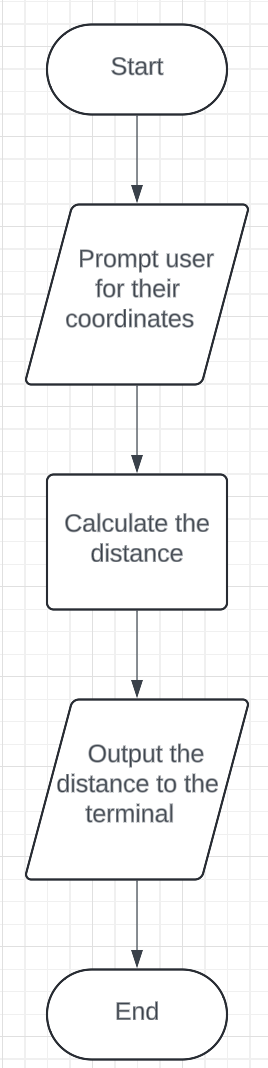 Start
Prompt user
for their
coordinates
Calculate the
distance
Output the
distance to the
terminal
End